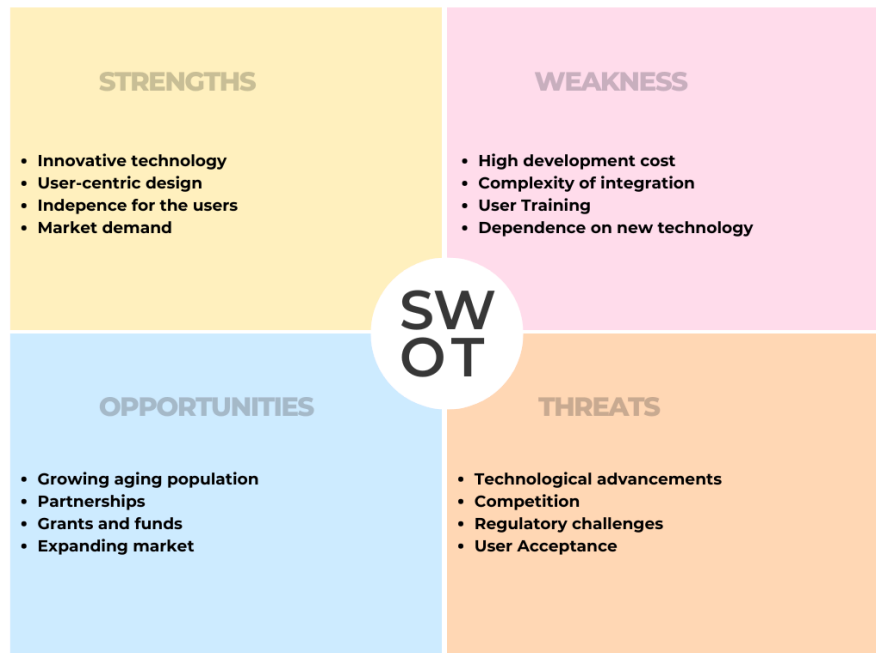 STRENGTHS
• Innovative technology
• User-centric design
• Indepence for the users
• Market demand
WEAKNESS
• High development cost
• Complexity of integration
• User Training
• Dependence on new technology
SW
OT
OPPORTUNITIES
• Growing aging population
• Partnerships
• Grants and funds
• Expanding market
THREATS
• Technological advancements
• Competition
• Regulatory challenges
• User Acceptance